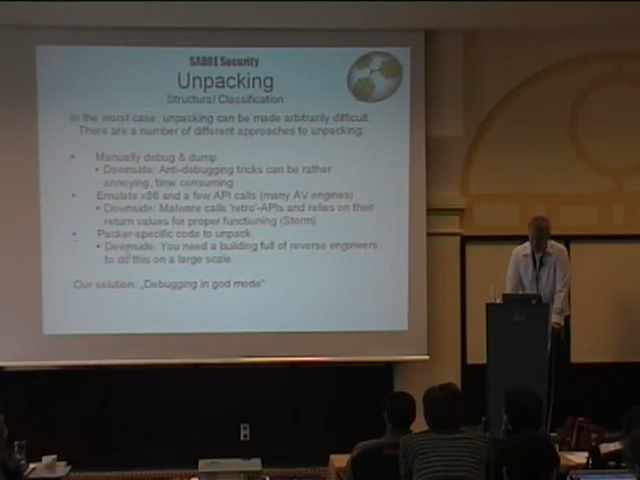 SABRE Security
Unpacking
Structural Classification
In the worst case, unpacking can be made arbitrarily difficult.
There are a number of different approaches to unpacking:
• Manually debug & dump
• Downside: Anti-debugging tricks can be rather
annoying, time consuming
• Emulate x86 and a few API calls (many AV engines)
• Downside: Malware calls 'retro'-APIs and relies on their
return values for proper functioning (Storm)
• Packer-specific code to unpack
• Downside: You need a building full of reverse engineers
to do this on a large scale
Our solution: „Debugging in god mode"